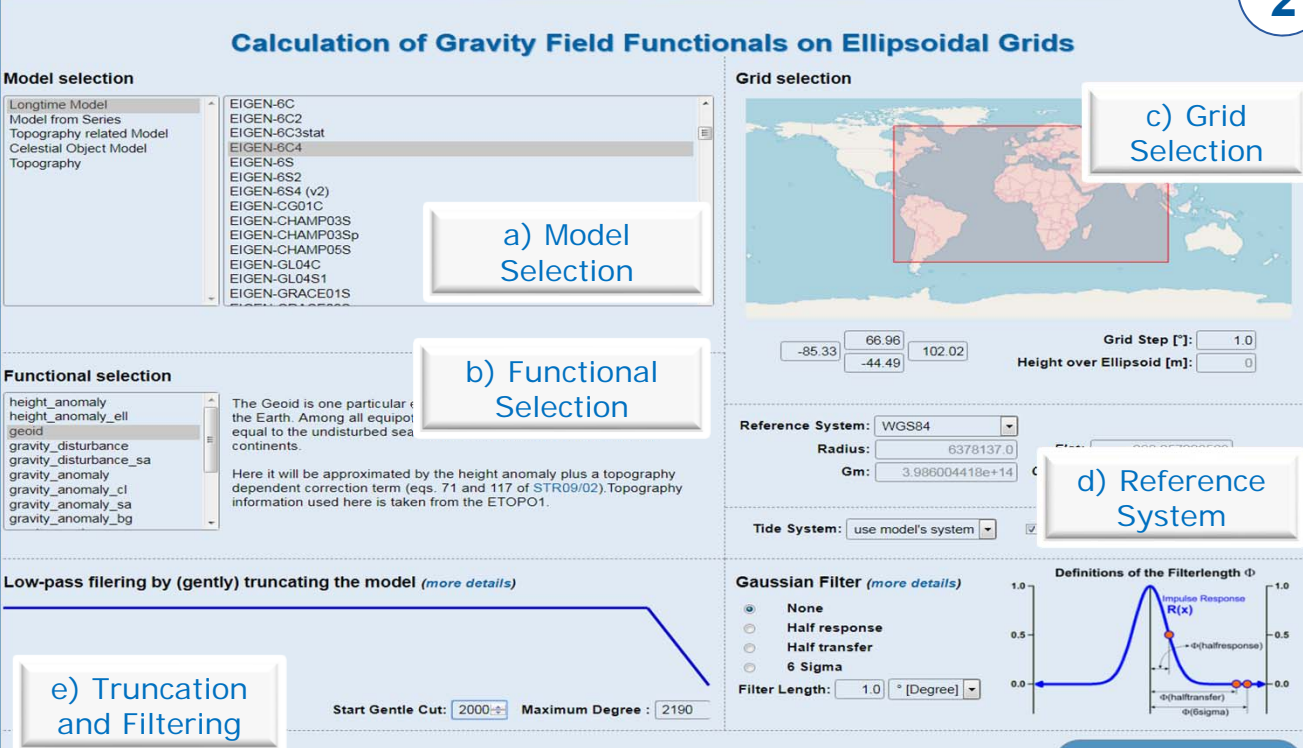 2
Calculation of Gravity Field Functionals on Ellipsoidal Grids
Model selection
Longtime Model
Model from Series
Topography related Model
Celestial Object Model
Topography
EIGEN-6C
EIGEN-6C2
EIGEN-6C3stat
EIGEN-6C4
EIGEN-6S
EIGEN-6S2
EIGEN-6S4 (v2)
EIGEN-CG01C
EIGEN-CHAMP03S
EIGEN-CHAMP03Sp
EIGEN-CHAMP05S
EIGEN-GL04C
EIGEN-GL04S1
EIGEN-GRACE01S
a) Model
Selection
Grid selection
c) Grid
Selection
66.96
-85.33
102.02
-44.49
Grid Step [°]: 1.0
Height over Ellipsoid [m]: 0
Functional selection
height_anomaly
height_anomaly_ell
geoid
gravity_disturbance
gravity_disturbance_sa
gravity_anomaly
gravity_anomaly_cl
gravity_anomaly_sa
gravity_anomaly_bg
The Geoid is one particular
the Earth. Among all
equal to the undisturbed
continents.
Here it will be approximated by the height anomaly plus a topography
dependent correction term (eqs. 71 and 117 of STR09/02).Topography
information used here is taken from the ETOPO1.
b) Functional
Selection
Reference System: WGS84
Radius: 6378137.0
Gm: 3.986004418e+14
d) Reference
System
Tide System: use model's system
Low-pass filering by (gently) truncating the model (more details)
e) Truncation
and Filtering
Start Gentle Cut: 2000
Maximum Degree : 2190
Gaussian Filter (more details)
None
Half response
Half transfer
6 Sigma
Filter Length: 1.0 ° [Degree]
Definitions of the Filterlength Φ
1.0
0.5
0.0
Impulse Response
R(x)
Φ(halfresponse)
Φ(halftransfer)
Φ(6sigma)
1.0
0.5
0.0